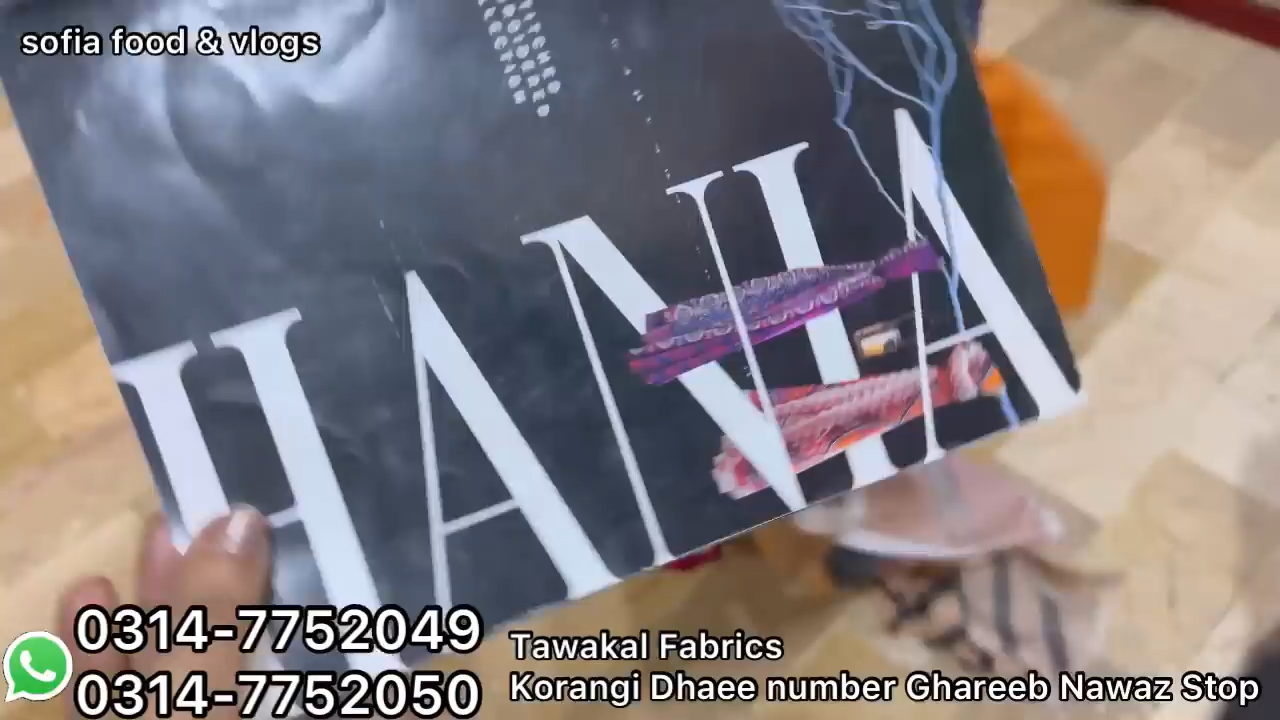 sofia food & vlogs
HANIA
0314-7752049
0314-7752050
Tawakal Fabrics
Korangi Dhaee number Ghareeb Nawaz Stop